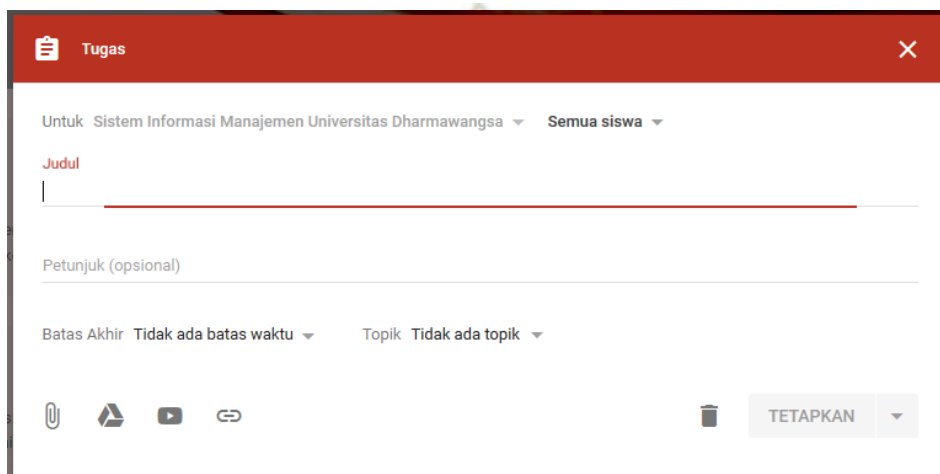 Tugas
Untuk Sistem Informasi Manajemen Universitas Dharmawangsa Semua siswa
Judul
Petunjuk (opsional)
Batas Akhir Tidak ada batas waktu Topik Tidak ada topik
TETAPKAN